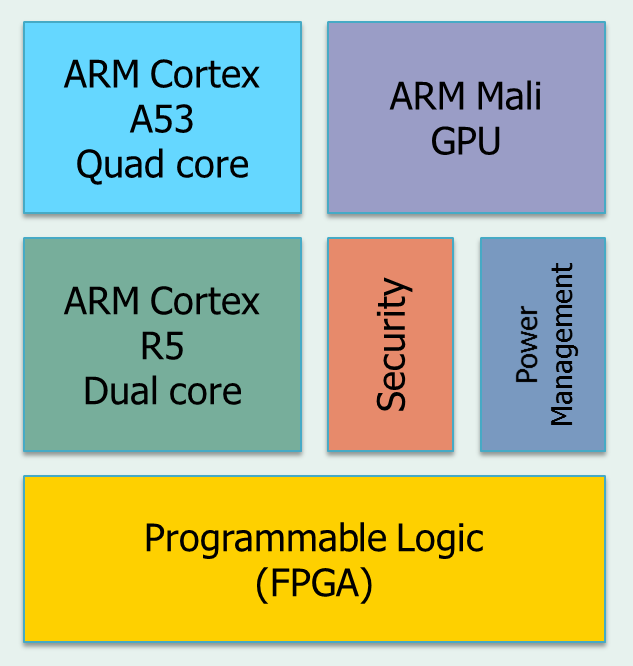 ARM Cortex
A53
Quad core
ARM Mali
GPU
ARM Cortex
R5
Dual core
Security
Power
Management
Programmable Logic
(FPGA)